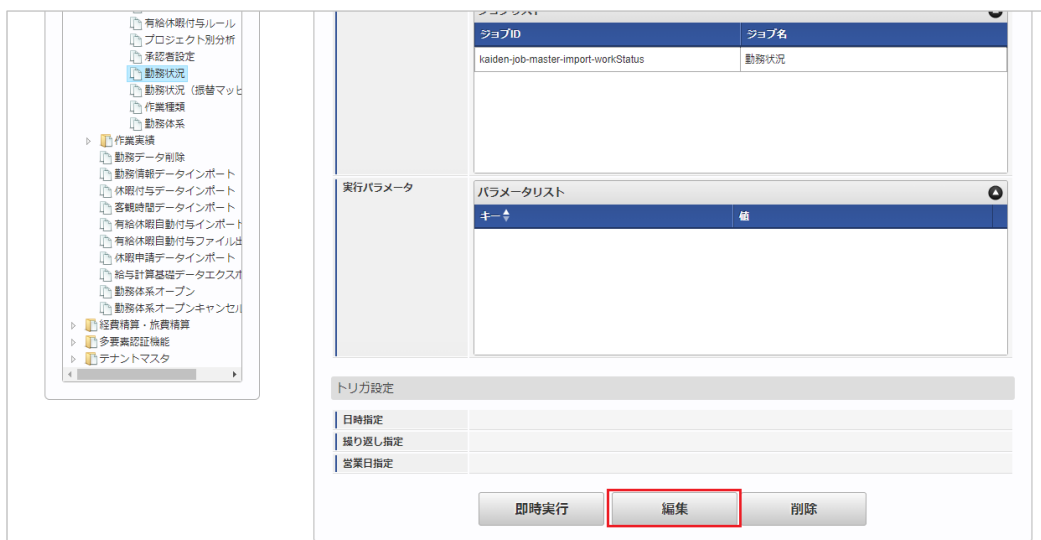 有給休暇付与ルール
プロジェクト別分析
承認者設定
勤務状況
勤務状況（振替マッピ
作業種類
勤務体系
作業実績
勤務データ削除
勤務情報データインポート
休暇付与データインポート
客観時間データインポート
有給休暇自動付与インポート
有給休暇自動付与ファイル出
休暇申請データインポート
給与計算基礎データエクスポ
勤務体系オープン
勤務体系オープンキャンセル
経費精算・旅費精算
多要素認証機能
テナントマスタ
ジョブリスト
ジョブID ジョブ名
kaiden-job-master-import-workStatus 勤務状況
実行パラメータ
パラメータリスト
キー 値
トリガ設定
日時指定
繰り返し指定
営業日指定
即時実行 編集 削除